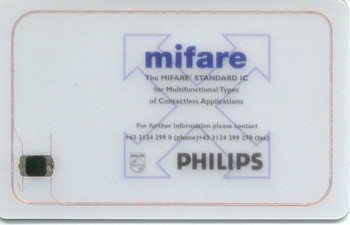 mifare
The MIFARE® STANDARD IC
for Multifunctional Types
of Contactless Applications
For further Information please contact
+43 3124 299 0 (phone)+43 3124 299 270 (fax)
PHILIPS